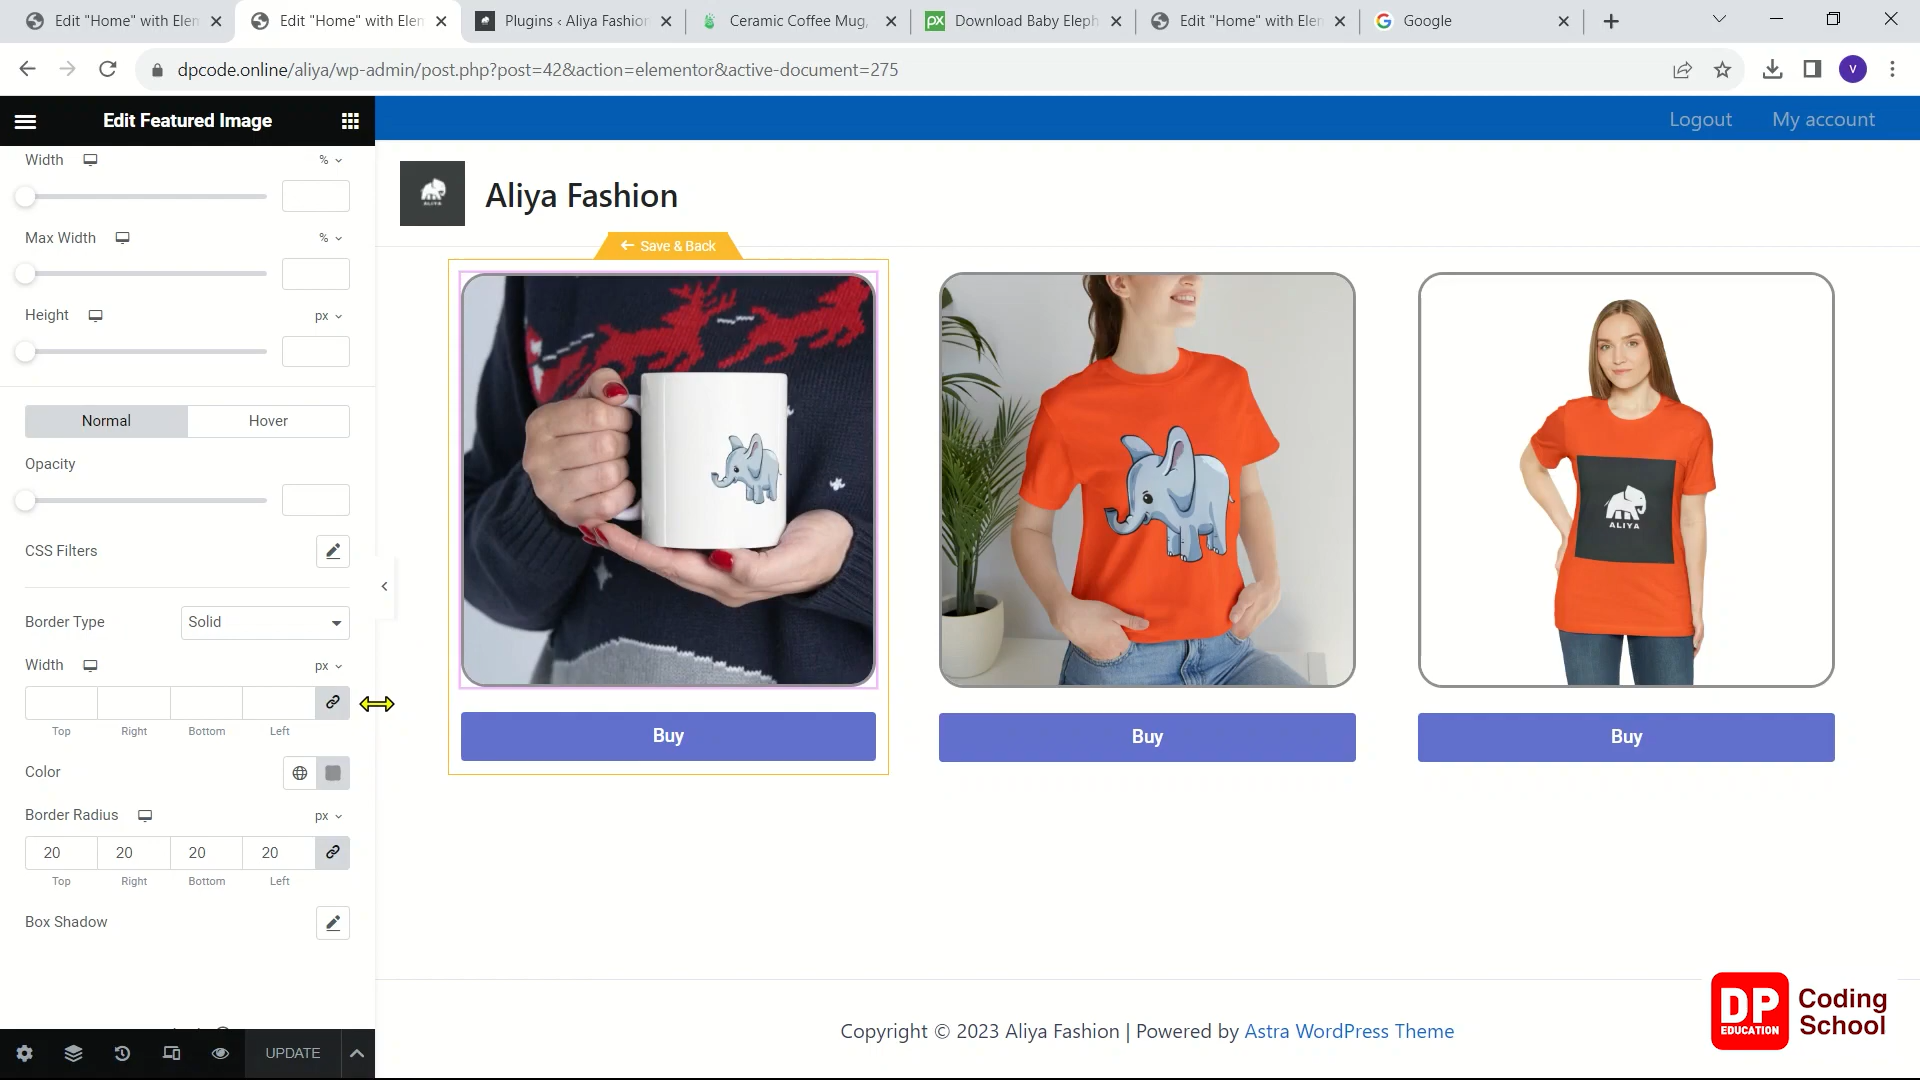 Edit "Home" with Elem
Edit "Home" with Elem
Plugins ‹ Aliya Fashion
Ceramic Coffee Mug,
Download Baby Eleph
Edit "Home" with Elem
Google
dpcode.online/aliya/wp-admin/post.php?post=42&action=elementor&active-document=275
V
Edit Featured Image
Logout
My account
Width
%
Max Width
%
Height
px
Normal
Hover
Opacity
CSS Filters
Border Type
Solid
Width
px
Top
Right
Bottom
Left
Color
Border Radius
px
20
20
20
20
Top
Right
Bottom
Left
Box Shadow
UPDATE
ALIYA
Aliya Fashion
Save & Back
ALIYA
Buy
Buy
Buy
Copyright © 2023 Aliya Fashion | Powered by Astra WordPress Theme
DP
EDUCATION
Coding
School